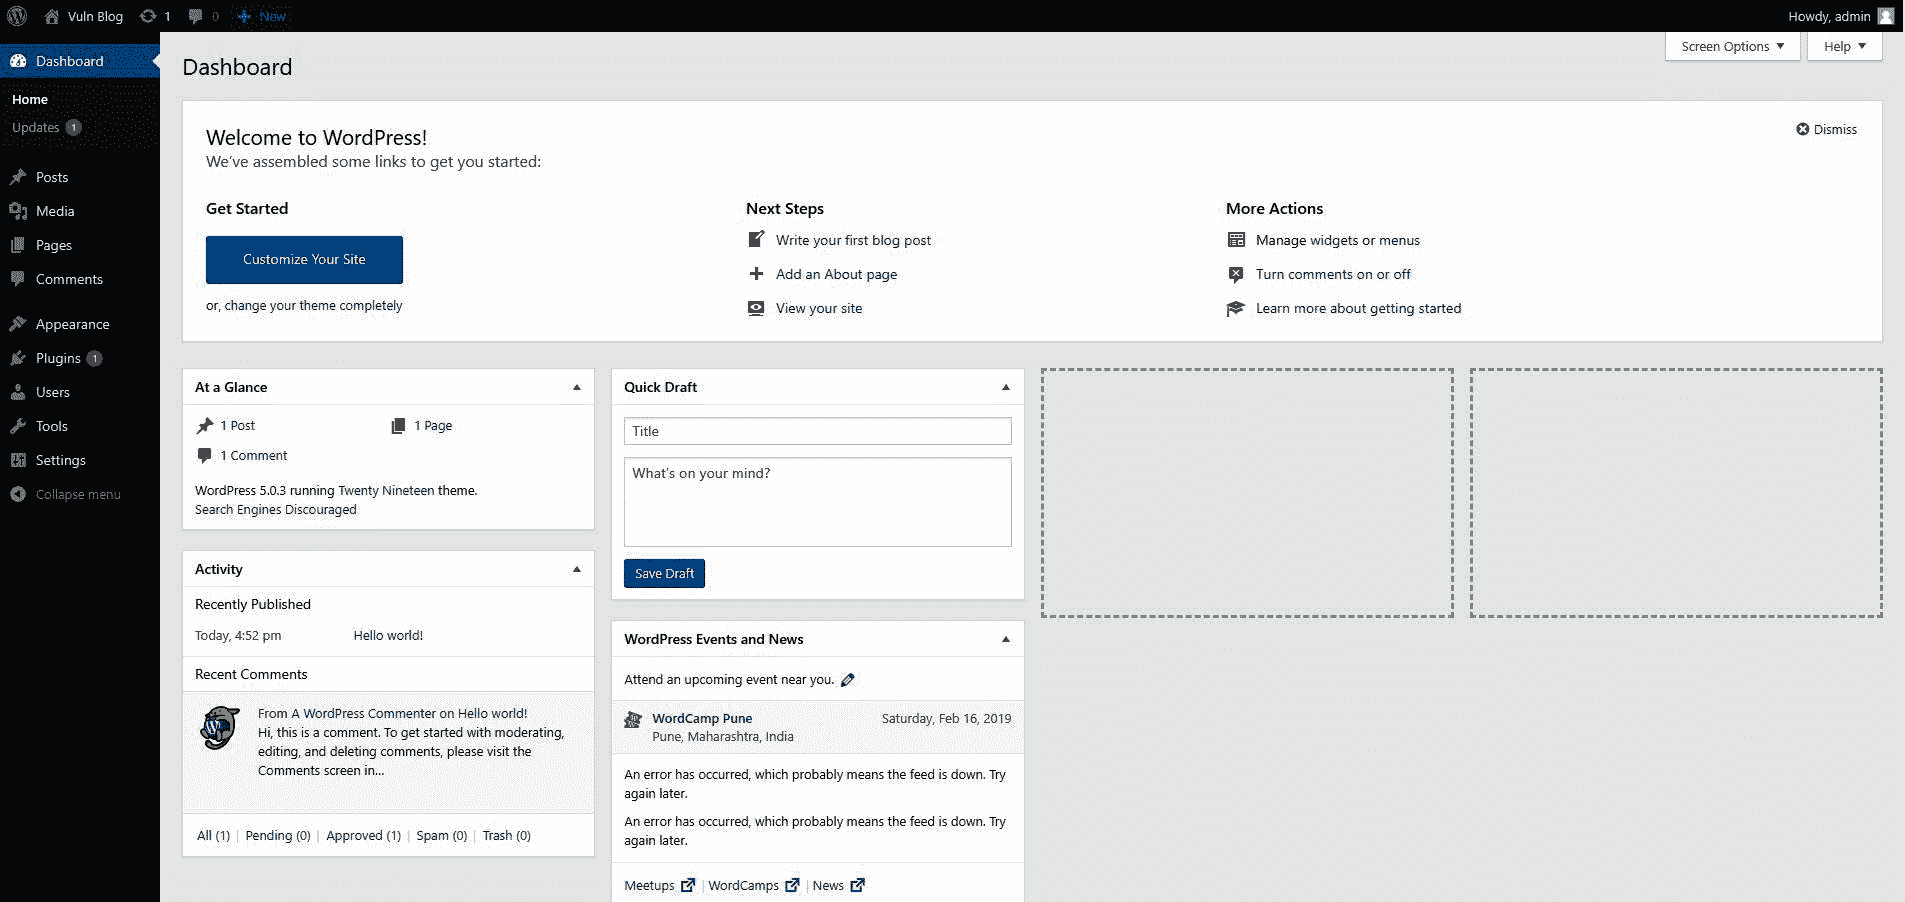 Vuln Blog 1 0 New Howdy, admin
Screen Options Help
Dashboard
Home
Updates 1
Posts
Media
Pages
Comments
Appearance
Plugins 1
Users
Tools
Settings
Collapse menu
Dashboard
Welcome to WordPress!
We've assembled some links to get you started:
Dismiss
Get Started
Customize Your Site
or, change your theme completely
Next Steps
Write your first blog post
Add an About page
View your site
More Actions
Manage widgets or menus
Turn comments on or off
Learn more about getting started
At a Glance
1 Post 1 Page
1 Comment
WordPress 5.0.3 running Twenty Nineteen theme.
Search Engines Discouraged
Activity
Recently Published
Today, 4:52 pm Hello world!
Recent Comments
From A WordPress Commenter on Hello world!
Hi, this is a comment. To get started with moderating,
editing, and deleting comments, please visit the
Comments screen in...
All (1) | Pending (0) | Approved (1) | Spam (0) | Trash (0)
Quick Draft
Title
What's on your mind?
Save Draft
WordPress Events and News
Attend an upcoming event near you.
WordCamp Pune Saturday, Feb 16, 2019
Pune, Maharashtra, India
An error has occurred, which probably means the feed is down. Try
again later.
An error has occurred, which probably means the feed is down. Try
again later.
Meetups | WordCamps | News